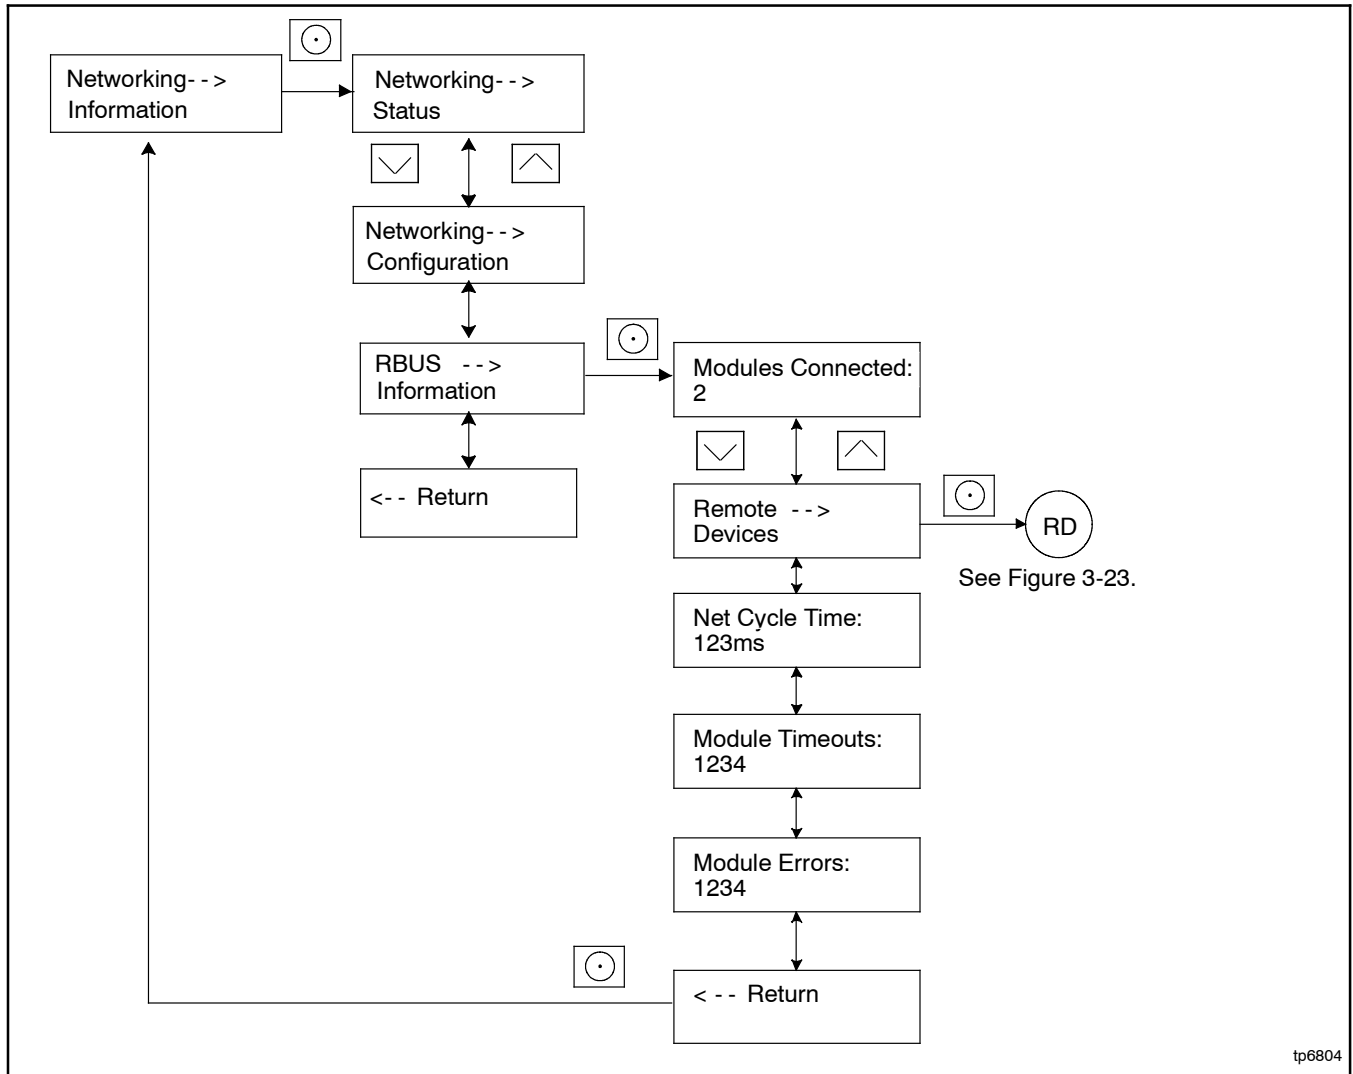 Networking- - >
Information
Networking- - >
Status
Networking- - >
Configuration
RBUS - - >
Information
<- - Return
Modules Connected:
2
Remote - - >
Devices
RD
See Figure 3-23.
Net Cycle Time:
123ms
Module Timeouts:
1234
Module Errors:
1234
< - - Return
tp6804